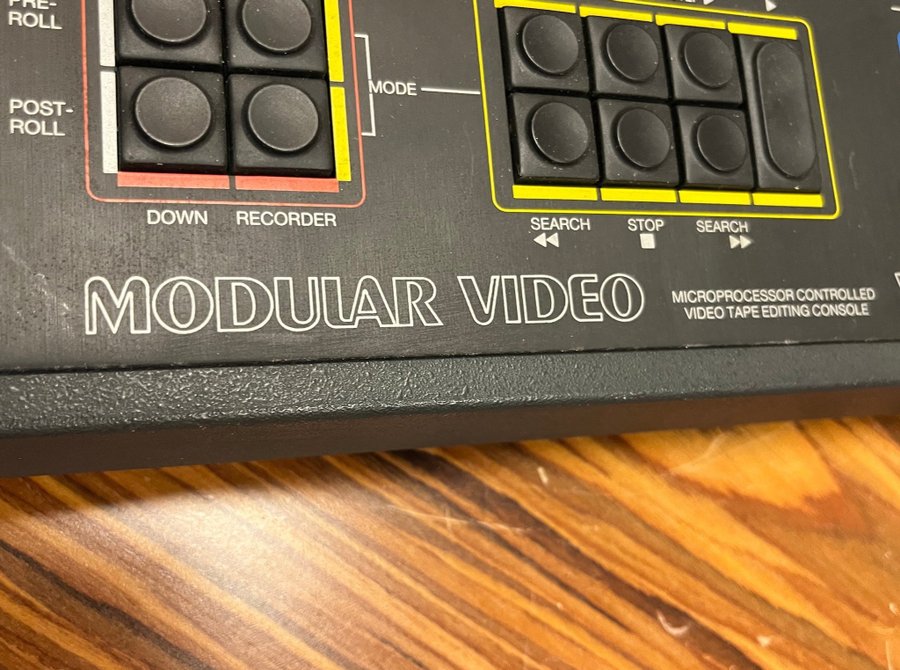 PRE-
ROLL
POST-
ROLL
MODE
DOWN RECORDER
SEARCH STOP SEARCH
MODULAR VIDEO
MICROPROCESSOR CONTROLLED
VIDEO TAPE EDITING CONSOLE